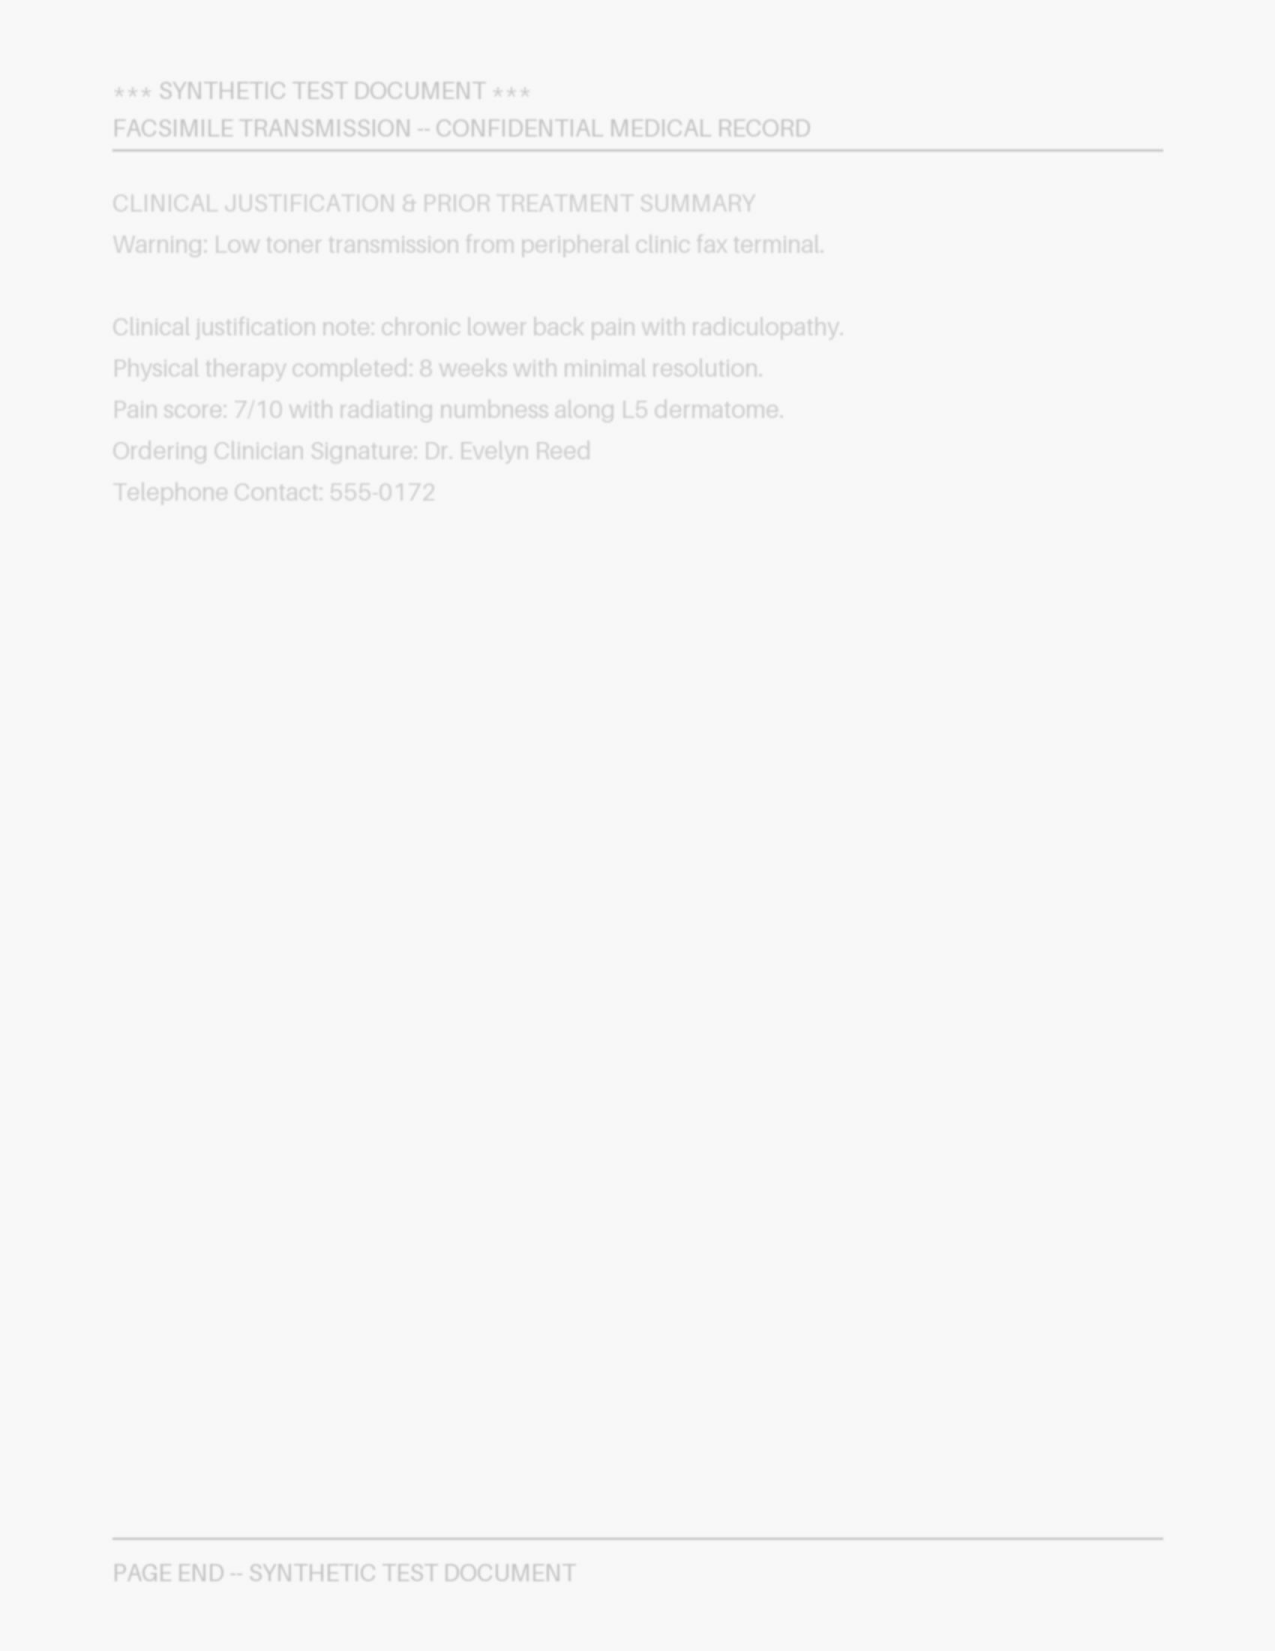 *** SYNTHETIC TEST DOCUMENT ***
FACSIMILE TRANSMISSION -- CONFIDENTIAL MEDICAL RECORD
CLINICAL JUSTIFICATION & PRIOR TREATMENT SUMMARY
Warning: Low toner transmission from peripheral clinic fax terminal.
Clinical justification note: chronic lower back pain with radiculopathy.
Physical therapy completed: 8 weeks with minimal resolution.
Pain score: 7/10 with radiating numbness along L5 dermatome.
Ordering Clinician Signature: Dr. Evelyn Reed
Telephone Contact: 555-0172
PAGE END -- SYNTHETIC TEST DOCUMENT